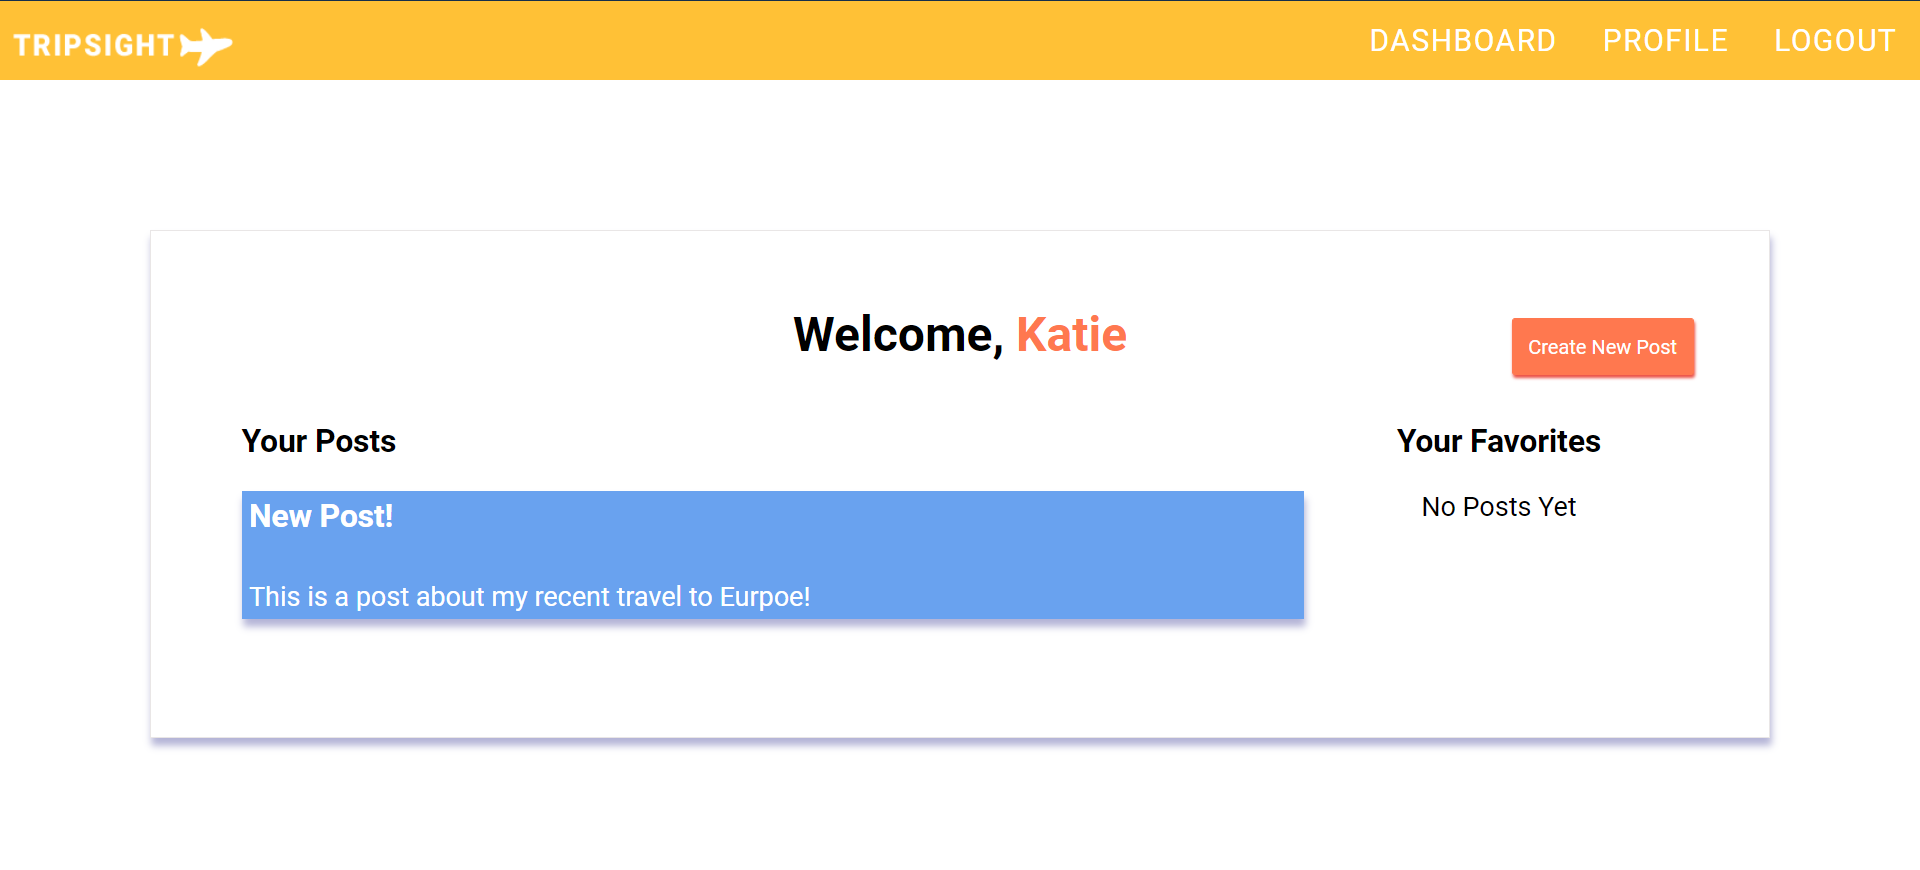 TRIPSIGHT
DASHBOARD PROFILE LOGOUT
Welcome, Katie
Create New Post
Your Posts
New Post!
This is a post about my recent travel to Eurpoe!
Your Favorites
No Posts Yet